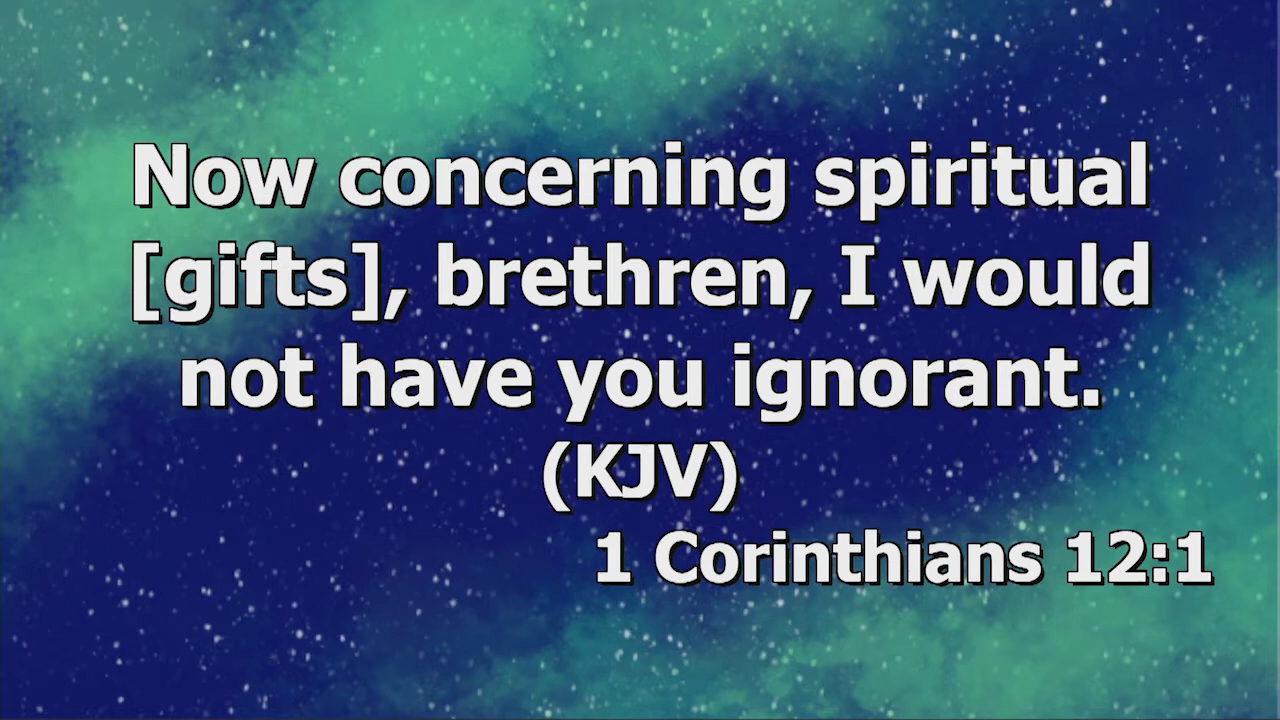 Now concerning spiritual
[gifts], brethren, I would
not have you ignorant.
(KJV)
1 Corinthians 12:1